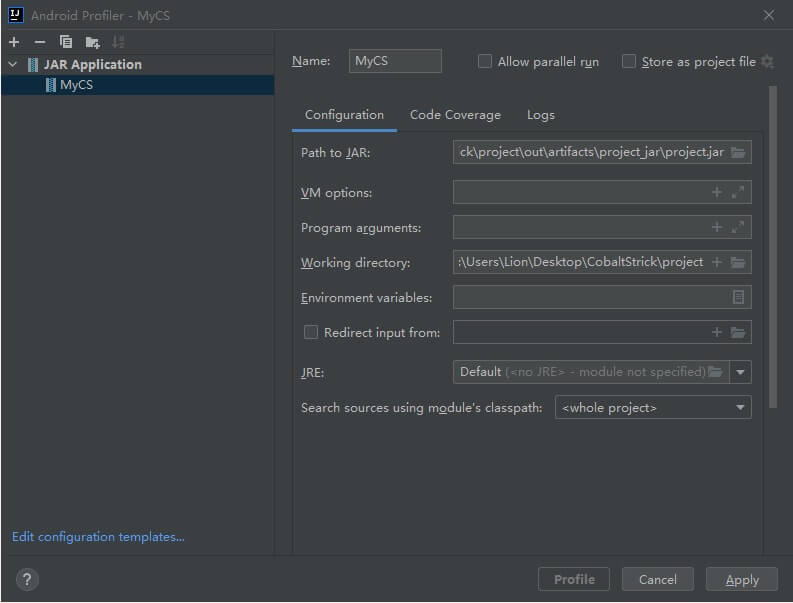 Android Profiler - MyCS
JAR Application
MyCS
Name: MyCS Allow parallel run Store as project file
Configuration Code Coverage Logs
Path to JAR: ck\project\out\artifacts\project_jar\project.jar
VM options:
Program arguments:
Working directory: :\Users\Lion\Desktop\CobaltStrick\project
Environment variables:
Redirect input from:
JRE: Default (<no JRE> - module not specified)
Search sources using module's classpath: <whole project>
Edit configuration templates...
? Profile Cancel Apply